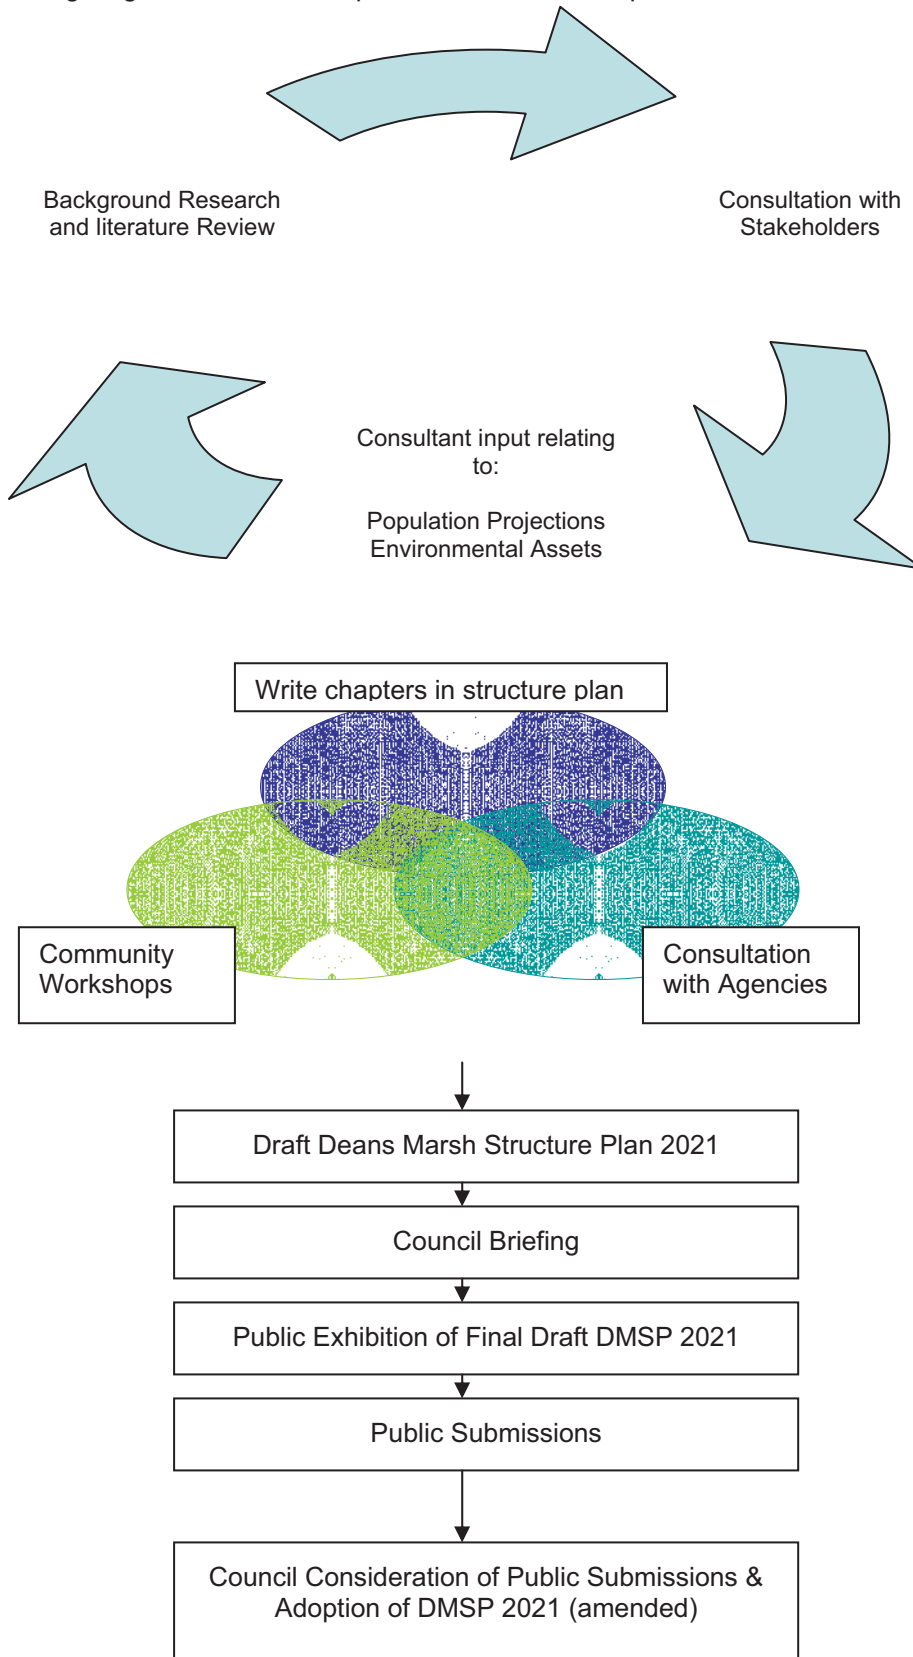 Background Research
and literature Review
Consultation with
Stakeholders
Consultant input relating
to:
Population Projections
Environmental Assets
Write chapters in structure plan
Community
Workshops
Consultation
with Agencies
Draft Deans Marsh Structure Plan 2021
Council Briefing
Public Exhibition of Final Draft DMSP 2021
Public Submissions
Council Consideration of Public Submissions &
Adoption of DMSP 2021 (amended)